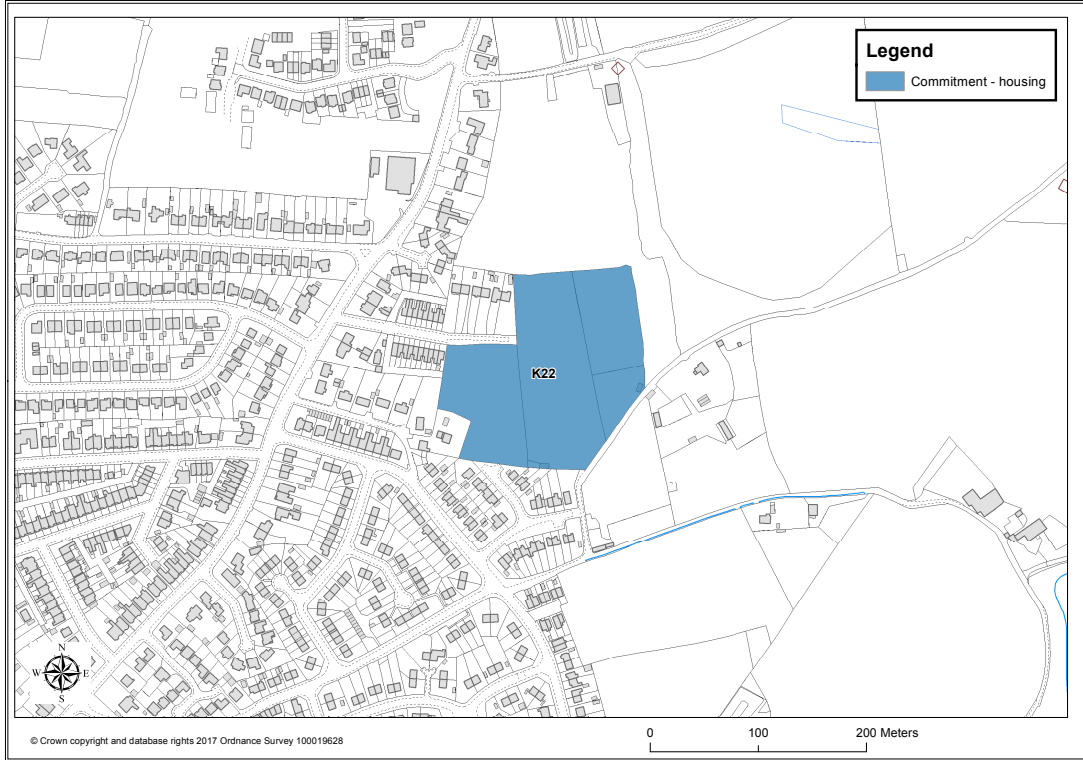 Legend
Commitment - housing
K22
N
W E
S
© Crown copyright and database rights 2017 Ordnance Survey 100019628
0 100 200 Meters